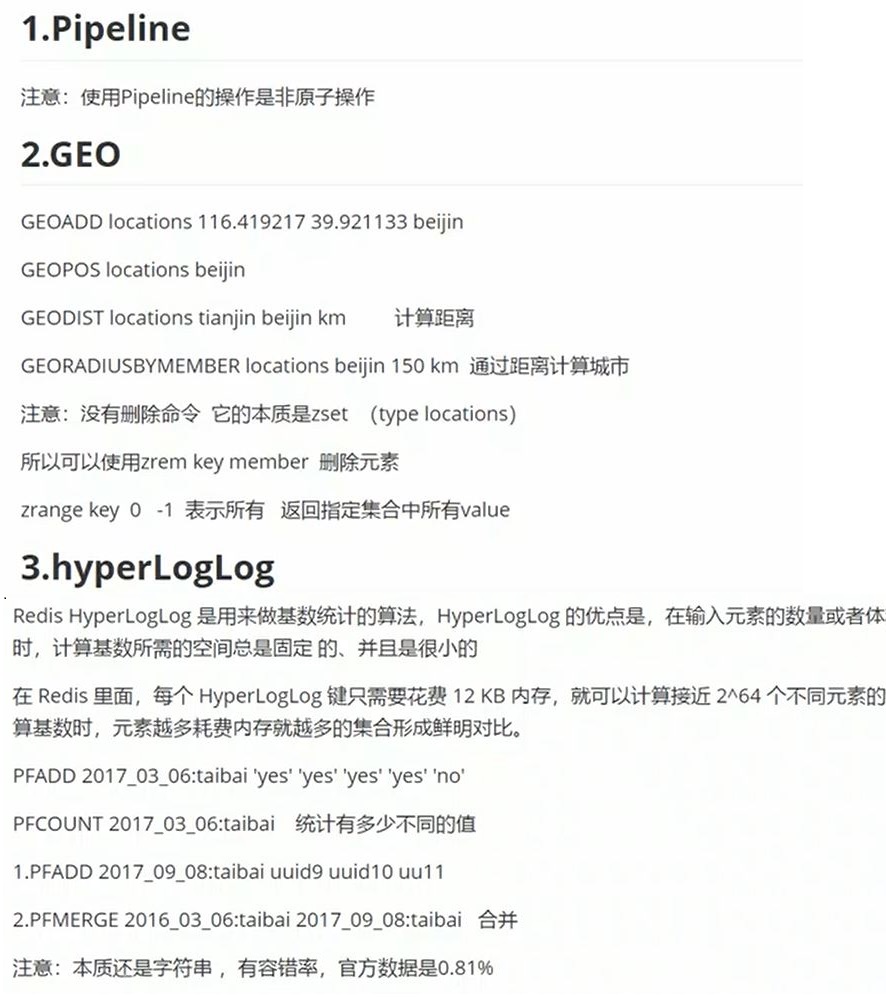 1.Pipeline
注意：使用Pipeline的操作是非原子操作
2.GEO
GEOADD locations 116.419217 39.921133 beijin
GEOPOS locations beijin
GEODIST locations tianjin beijin km 计算距离
GEORADIUSBYMEMBER locations beijin 150 km 通过距离计算城市
注意：没有删除命令 它的本质是zset （type locations）
所以可以使用zrem key member 删除元素
zrange key 0 -1 表示所有 返回指定集合中所有value
3.hyperLogLog
Redis HyperLogLog 是用来做基数统计的算法，HyperLogLog 的优点是，在输入元素的数量或者体
时，计算基数所需的空间总是固定 的、并且是很小的
在 Redis 里面，每个 HyperLogLog 键只需要花费 12 KB 内存，就可以计算接近 2^64 个不同元素的
算基数时，元素越多耗费内存就越多的集合形成鲜明对比。
PFADD 2017_03_06:taibai 'yes' 'yes' 'yes' 'yes' 'no'
PFCOUNT 2017_03_06:taibai 统计有多少不同的值
1.PFADD 2017_09_08:taibai uuid9 uuid10 uu11
2.PFMERGE 2016_03_06:taibai 2017_09_08:taibai 合并
注意：本质还是字符串 ，有容错率，官方数据是0.81%